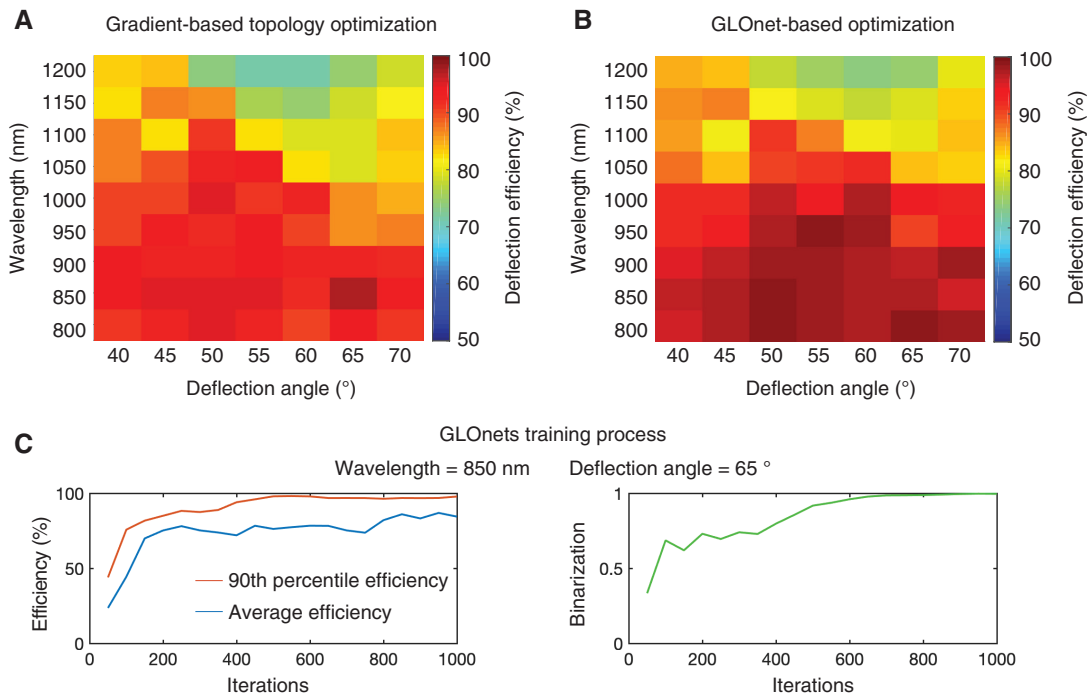 A
Gradient-based topology optimization
Wavelength (nm)
1200
1150
1100
1050
1000
950
900
850
800
40 45 50 55 60 65 70
Deflection angle (°)
100
90
80
70
60
50
Deflection efficiency (%)
B
GLOnet-based optimization
Wavelength (nm)
1200
1150
1100
1050
1000
950
900
850
800
40 45 50 55 60 65 70
Deflection angle (°)
100
90
80
70
60
50
Deflection efficiency (%)
C
GLOnets training process
Wavelength = 850 nm Deflection angle = 65 °
Efficiency (%)
100
50
0
90th percentile efficiency
Average efficiency
0 200 400 600 800 1000
Iterations
Binarization
1
0.5
0
0 200 400 600 800 1000
Iterations